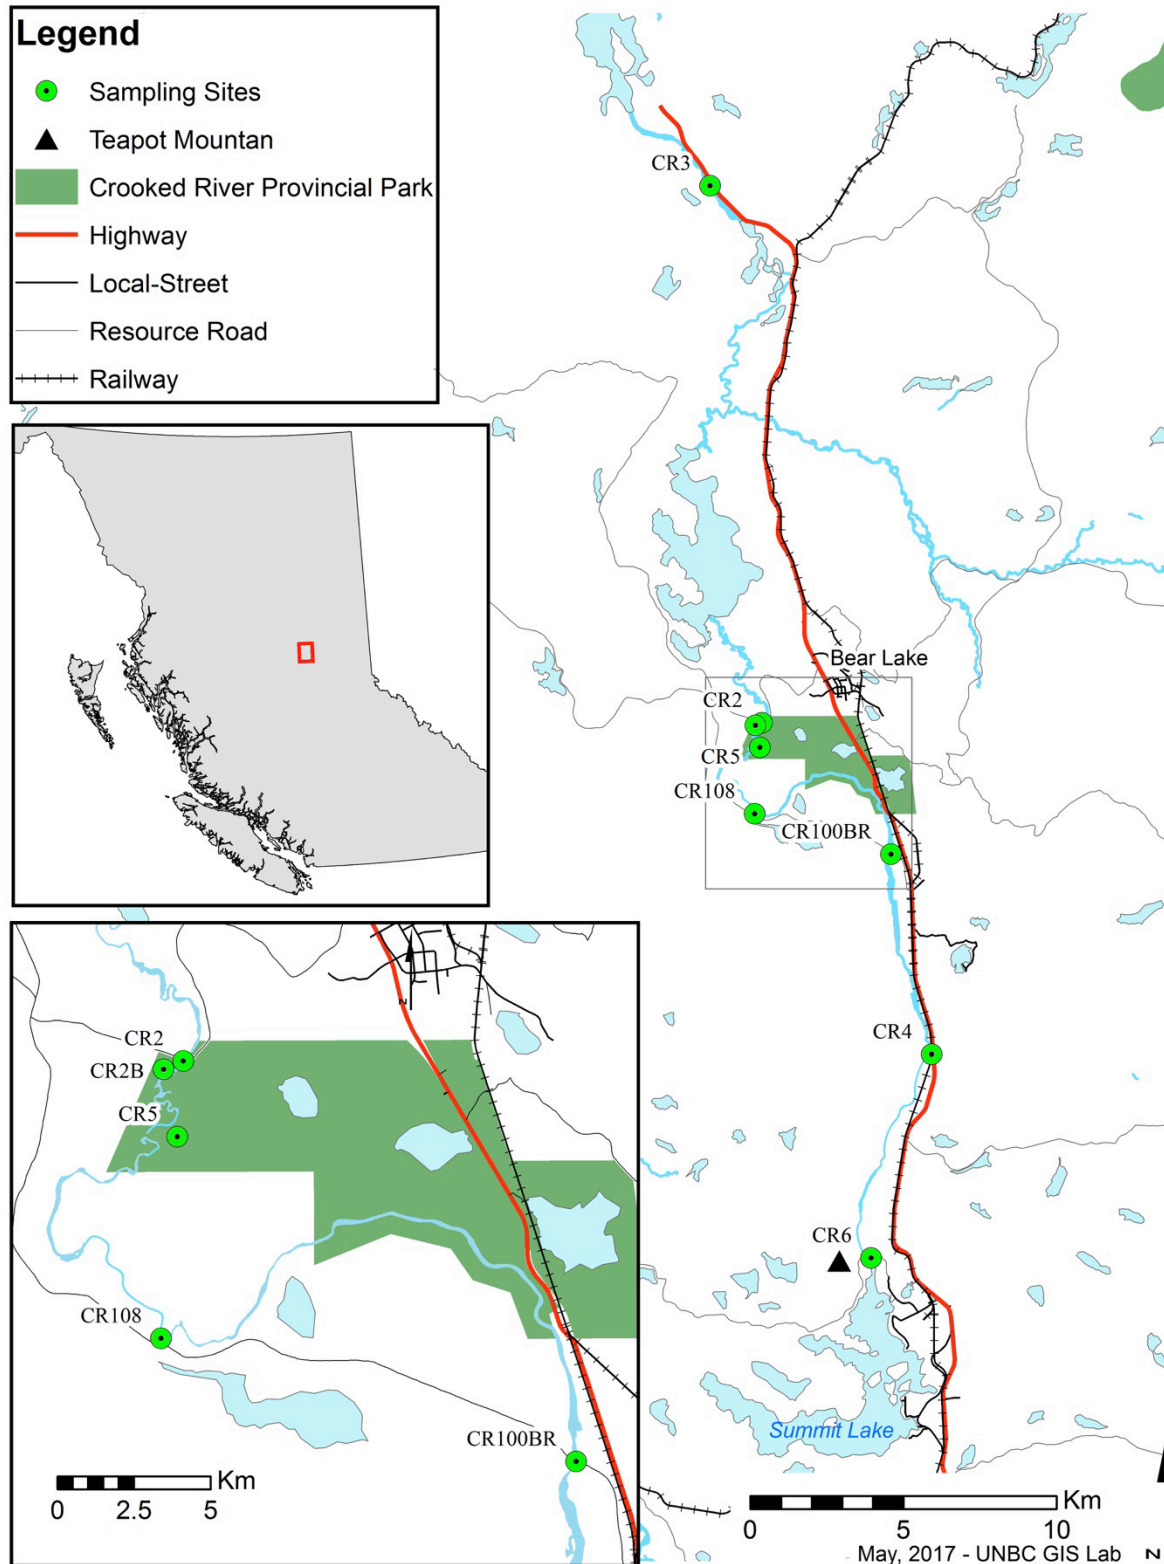 Legend
Sampling Sites
Teapot Mountan
Crooked River Provincial Park
Highway
Local-Street
Resource Road
Railway
CR3
Bear Lake
CR2
CR5
CR108
CR100BR
CR4
CR6
Summit Lake
N
CR2
CR2B
CR5
CR108
CR100BR
Km
0 2.5 5
Km
0 5 10
May, 2017 - UNBC GIS Lab
N